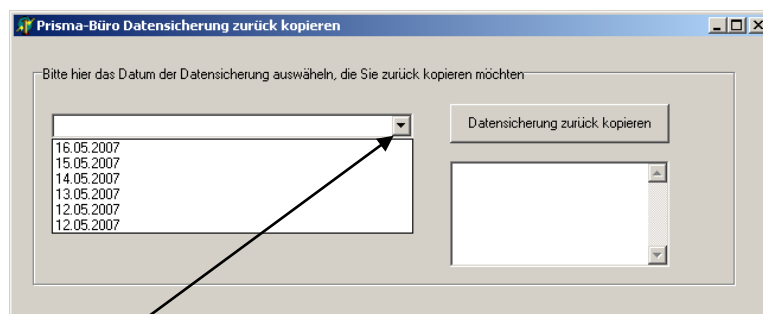 Prisma-Büro Datensicherung zurück kopieren
Bitte hier das Datum der Datensicherung auswäheln, die Sie zurück kopieren möchten
Datensicherung zurück kopieren
16.05.2007
15.05.2007
14.05.2007
13.05.2007
12.05.2007
12.05.2007